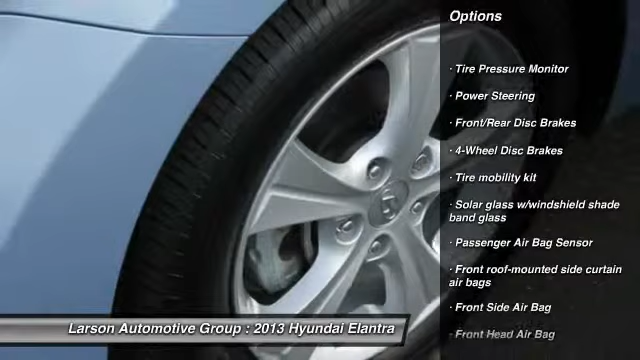 Options
· Tire Pressure Monitor
· Power Steering
· Front/Rear Disc Brakes
· 4-Wheel Disc Brakes
· Tire mobility kit
· Solar glass w/windshield shade
band glass
· Passenger Air Bag Sensor
· Front roof-mounted side curtain
air bags
· Front Side Air Bag
· Front Head Air Bag
Larson Automotive Group : 2013 Hyundai Elantra